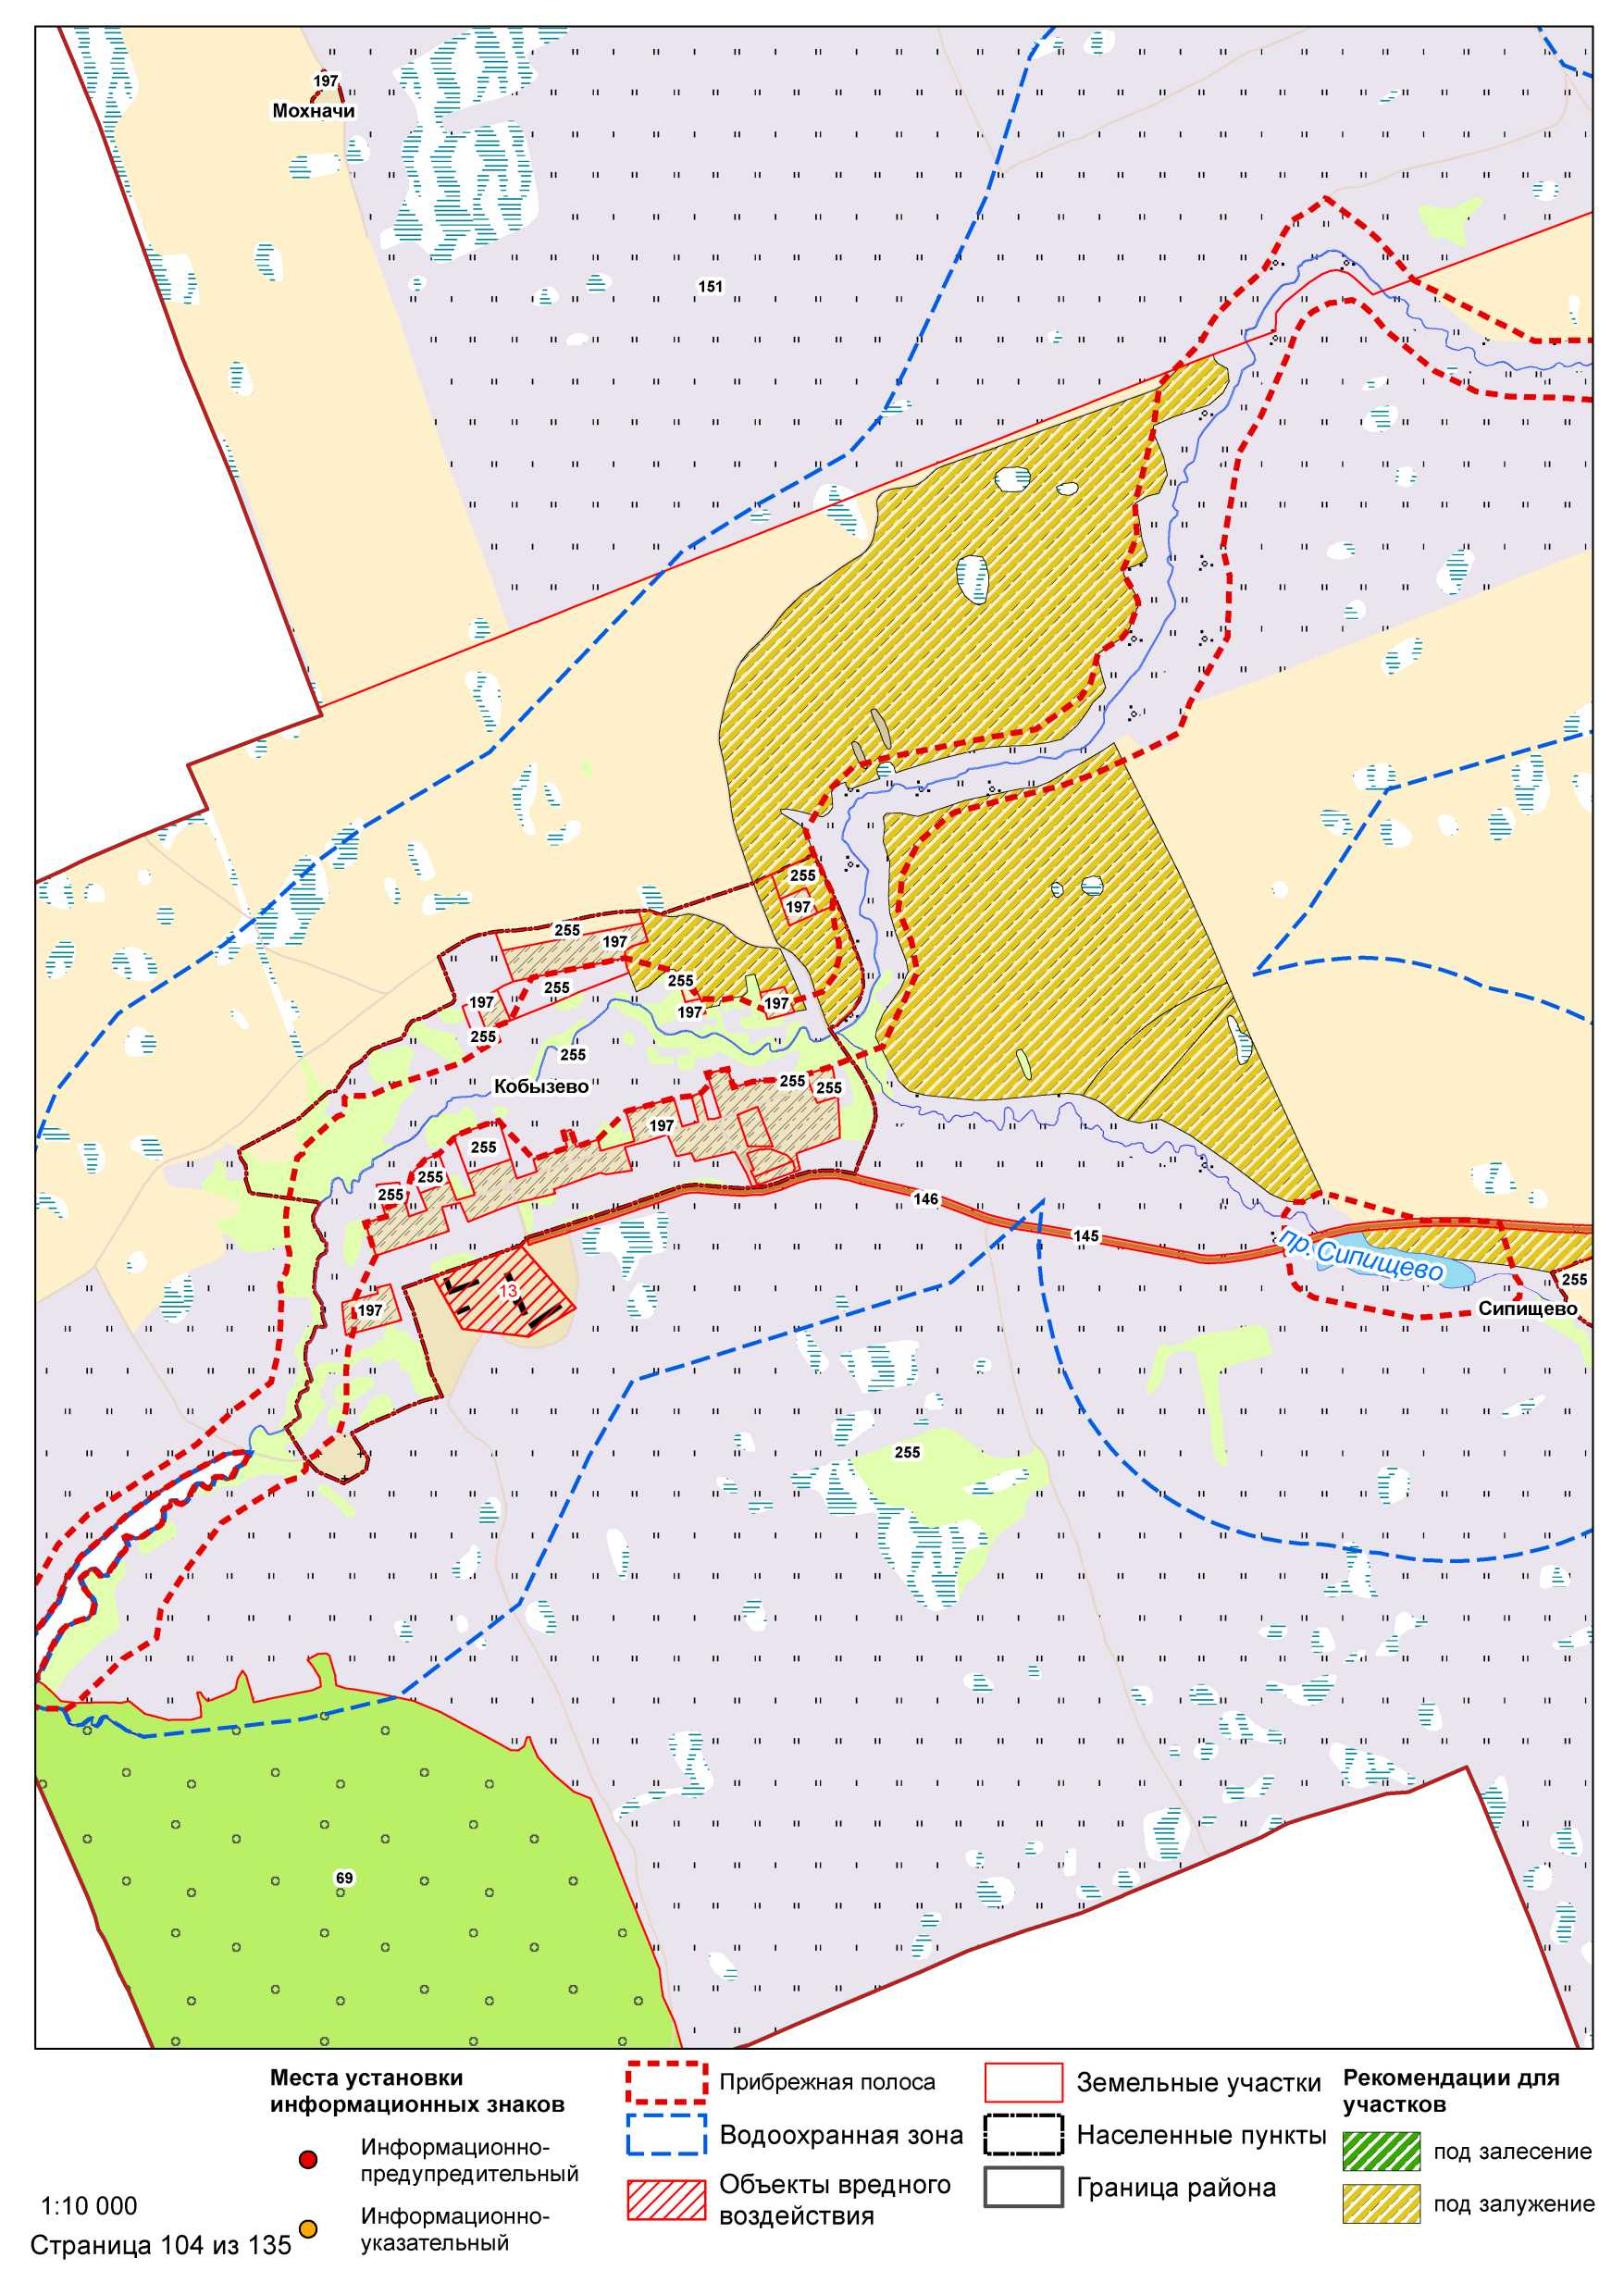 197
Мохначи
151
255
197
255
197
255
197
255
197
197
197
255
255
255
Кобызево
255
255
197
255
255
255
146
145
пр. Сипищево
255
Сипищево
13
197
255
69
Места установки
информационных знаков
Информационно-
предупредительный
Информационно-
указательный
1:10 000
Страница 104 из 135
Прибрежная полоса
Водоохранная зона
Объекты вредного
воздействия
Земельные участки
Населенные пункты
Граница района
Рекомендации для
участков
под залесение
под залужение